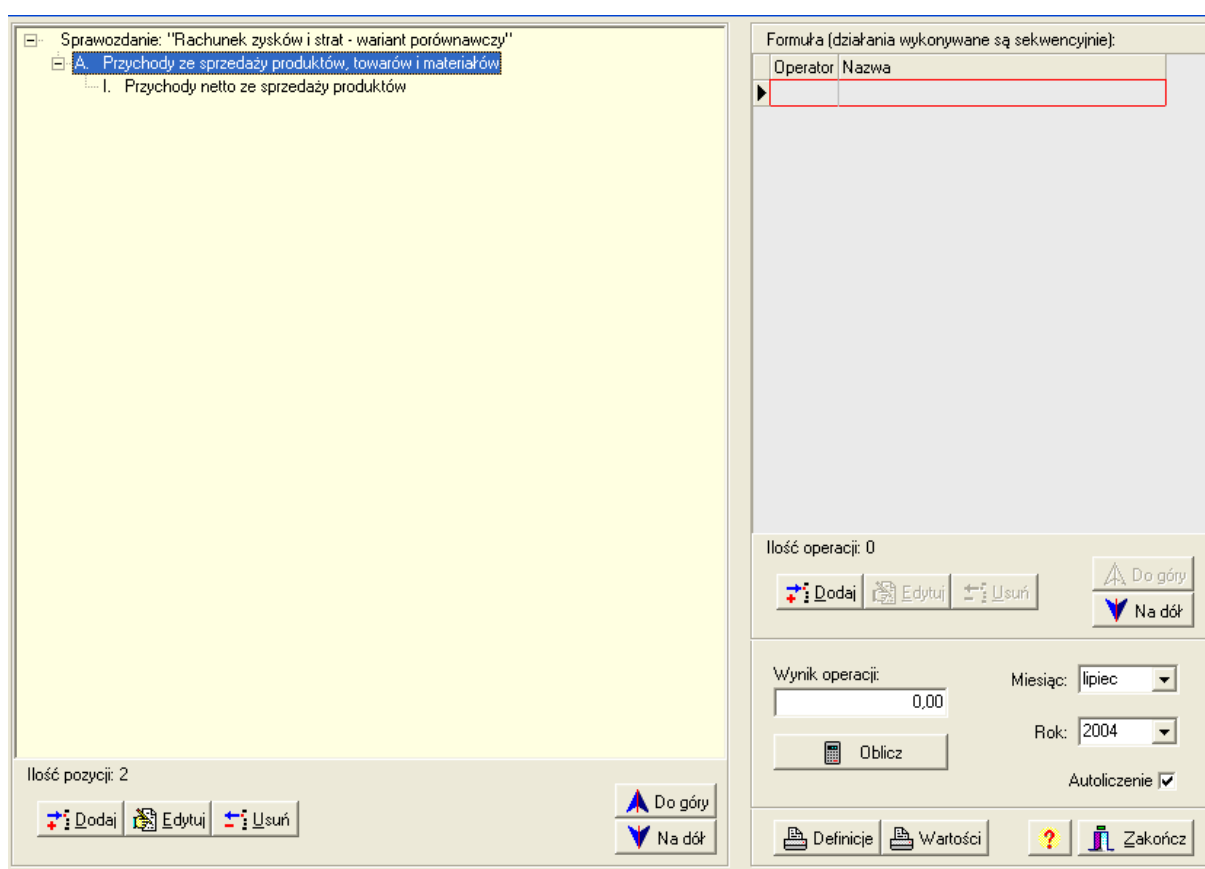 Sprawozdanie: "Rachunek zysków i strat - wariant porównawczy"
A. Przychody ze sprzedaży produktów, towarów i materiałów
I. Przychody netto ze sprzedaży produktów
Ilość pozycji: 2
Dodaj Edytuj Usuń
Do góry
Na dół
Formuła (działania wykonywane są sekwencyjnie):
Operator Nazwa
Ilość operacji: 0
Dodaj Edytuj Usuń
Do góry
Na dół
Wynik operacji:
0,00
Oblicz
Miesiąc: lipiec
Rok: 2004
Autoliczenie
Definicje Wartości ? Zakończ